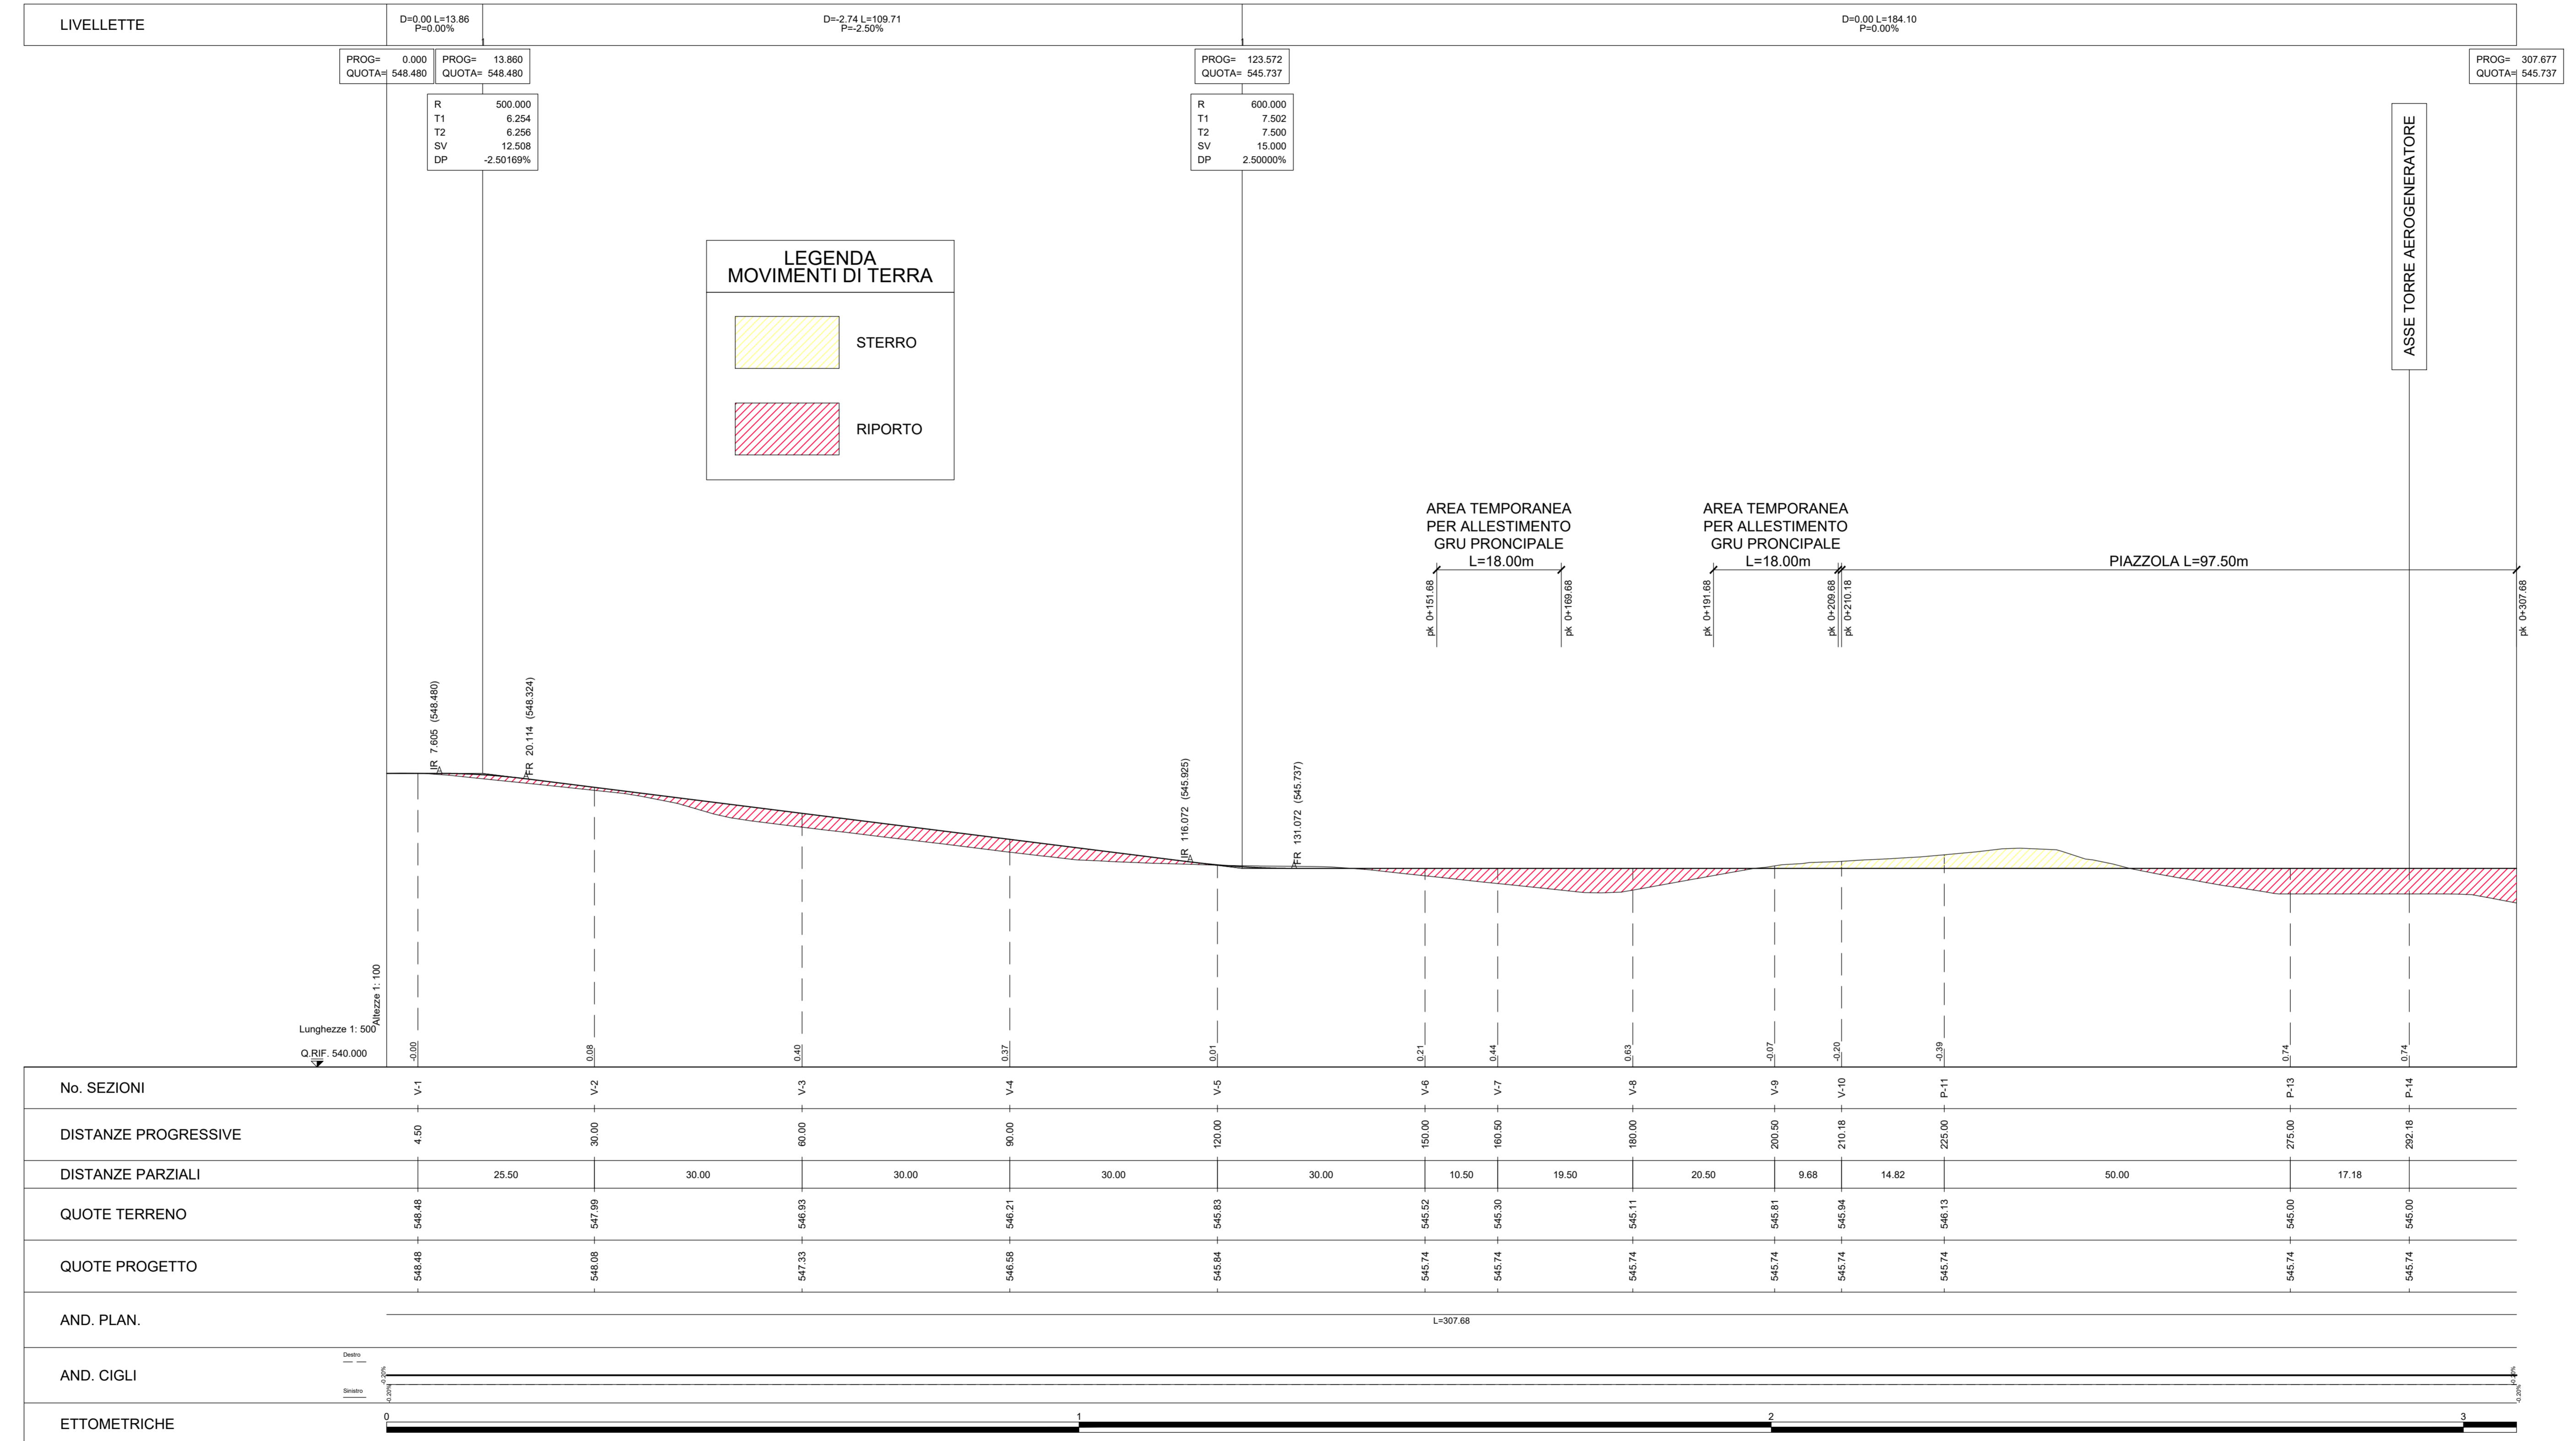 LIVELLETTE
D=0.00 L=13.86
P=0.00%
D=-2.74 L=109.71
P=-2.50%
D=0.00 L=184.10
P=0.00%
1
1
PROG= 0.000
QUOTA= 548.480
PROG= 13.860
QUOTA= 548.480
PROG= 123.572
QUOTA= 545.737
PROG= 307.677
QUOTA= 545.737
R 500.000
T1 6.254
T2 6.256
SV 12.508
DP -2.50169%
R 600.000
T1 7.502
T2 7.500
SV 15.000
DP 2.50000%
ASSE TORRE AEROGENERATORE
LEGENDA
MOVIMENTI DI TERRA
STERRO
RIPORTO
AREA TEMPORANEA
PER ALLESTIMENTO
GRU PRONCIPALE
L=18.00m
AREA TEMPORANEA
PER ALLESTIMENTO
GRU PRONCIPALE
L=18.00m
PIAZZOLA L=97.50m
pk 0+151.68
pk 0+169.68
pk 0+191.68
pk 0+209.68
pk 0+210.18
pk 0+307.68
IR 7.605 (548.480)
FR 20.114 (548.324)
IR 116.072 (545.925)
FR 131.072 (545.737)
Altezze 1: 100
Lunghezze 1: 500
Q.RIF. 540.000
-0.00 0.08 0.40 0.37 0.01 0.21 0.44 0.63 -0.07 -0.20 -0.39 0.74 0.74
No. SEZIONI V-1 V-2 V-3 V-4 V-5 V-6 V-7 V-8 V-9 V-10 P-11 P-13 P-14
DISTANZE PROGRESSIVE 4.50 30.00 60.00 90.00 120.00 150.00 160.50 180.00 200.50 210.18 225.00 275.00 292.18
DISTANZE PARZIALI 25.50 30.00 30.00 30.00 30.00 10.50 19.50 20.50 9.68 14.82 50.00 17.18
QUOTE TERRENO 548.48 547.99 546.93 546.21 545.83 545.52 545.30 545.11 545.81 545.94 546.13 545.00 545.00
QUOTE PROGETTO 548.48 548.08 547.33 546.58 545.84 545.74 545.74 545.74 545.74 545.74 545.74 545.74 545.74
AND. PLAN.
L=307.68
AND. CIGLI
Destro
Sinistro
-0.20%
-0.20%
-0.20%
-0.20%
ETTOMETRICHE
0 1 2 3